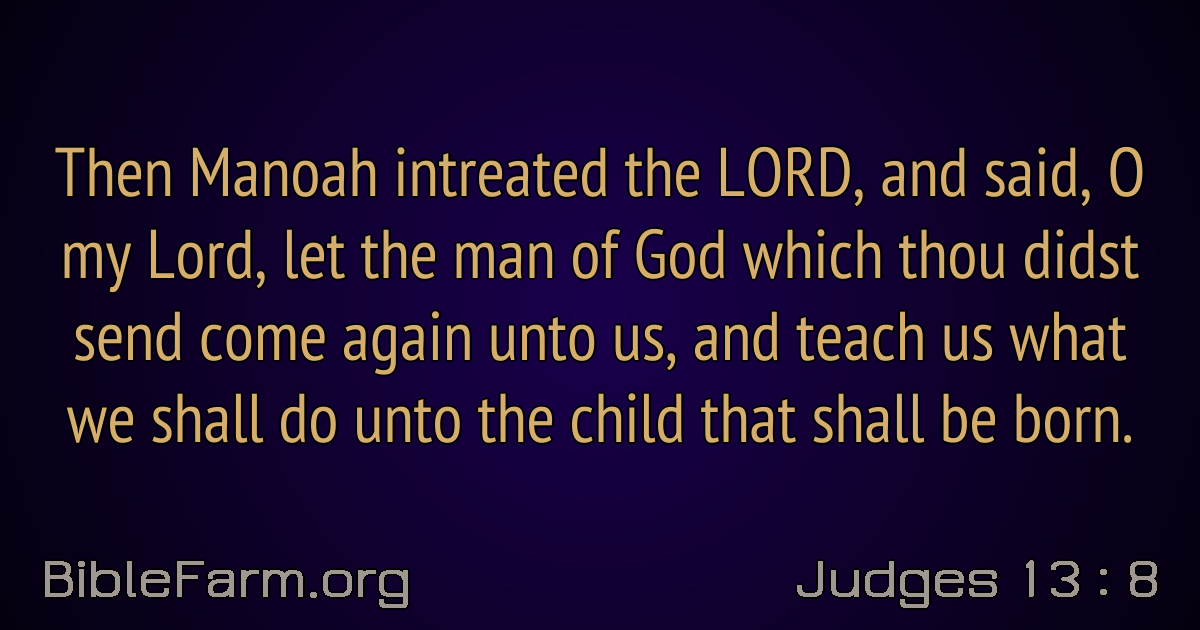 Then Manoah intreated the LORD, and said, O
my Lord, let the man of God which thou didst
send come again unto us, and teach us what
we shall do unto the child that shall be born.
BibleFarm.org
Judges 13 : 8